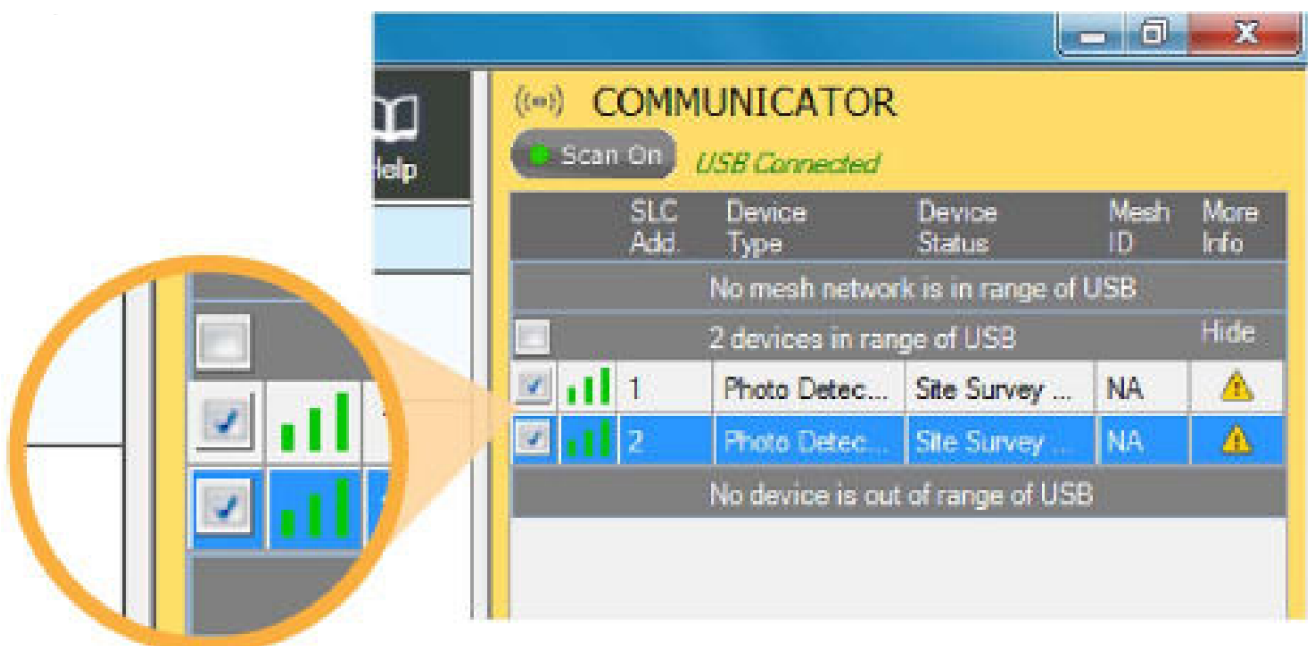 COMMUNICATOR
Help
Scan On USB Connected
SLC Add. Device Type Device Status Mesh ID More Info
No mesh network is in range of USB
2 devices in range of USB Hide
1 Photo Detec... Site Survey ... NA
2 Photo Detec... Site Survey ... NA
No device is out of range of USB